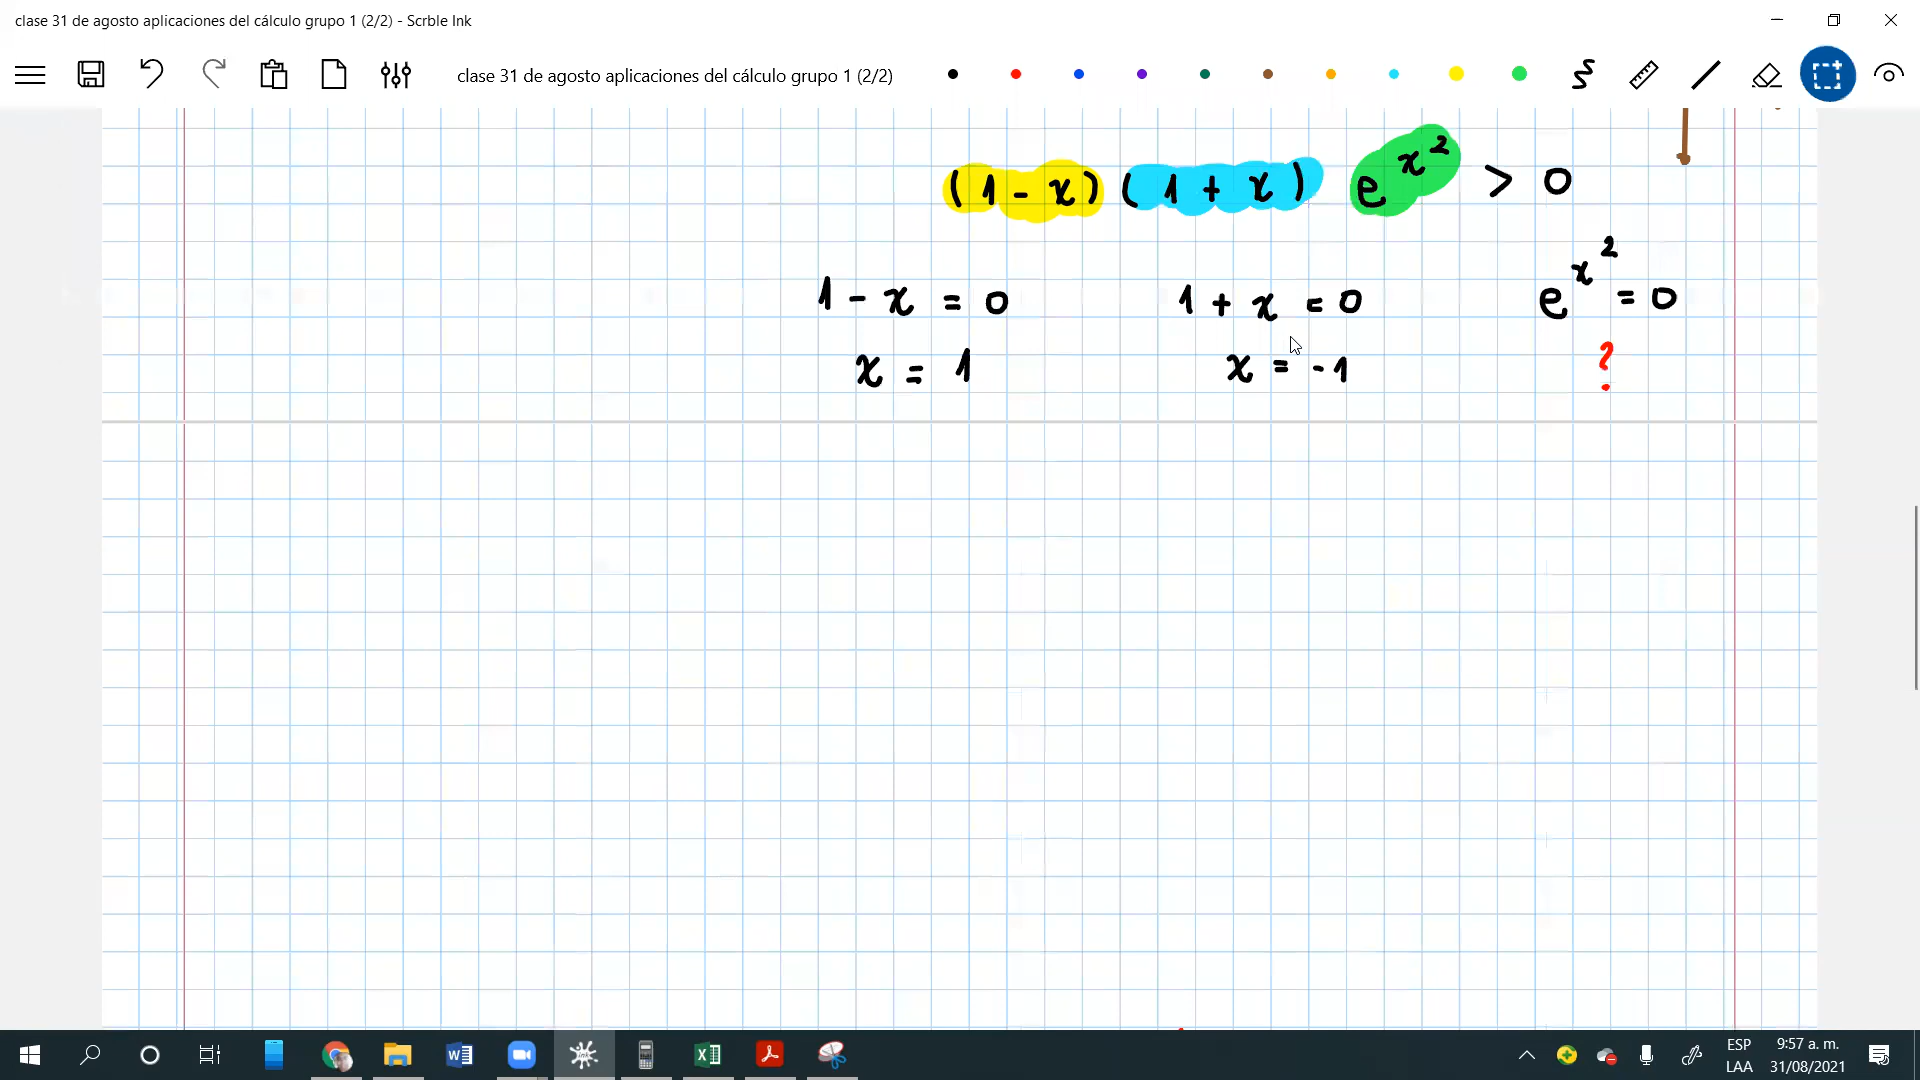 clase 31 de agosto aplicaciones del cálculo grupo 1 (2/2) - Scrble Ink
clase 31 de agosto aplicaciones del cálculo grupo 1 (2/2)
(1 - x) (1 + x) e^x^2 > 0
1 - x = 0 1 + x = 0 e^x^2 = 0
x = 1 x = -1 ?
ESP 9:57 a. m.
LAA 31/08/2021